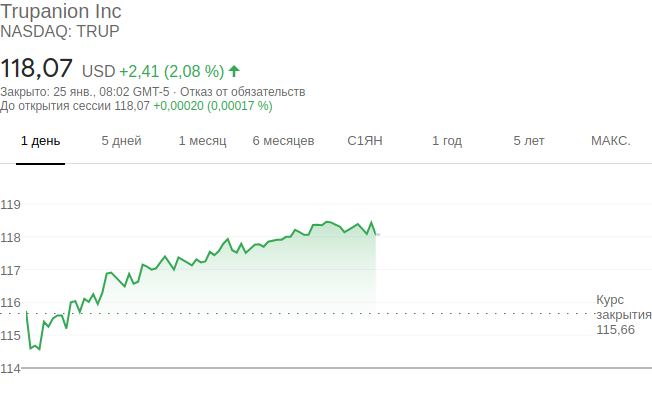 Trupanion Inc
NASDAQ: TRUP
118,07 USD +2,41 (2,08 %)
Закрыто: 25 янв., 08:02 GMT-5 · Отказ от обязательств
До открытия сессии 118,07 +0,00020 (0,00017 %)
1 день 5 дней 1 месяц 6 месяцев С1ЯН 1 год 5 лет МАКС.
119
118
117
116
Курс
закрытия
115,66
115
114